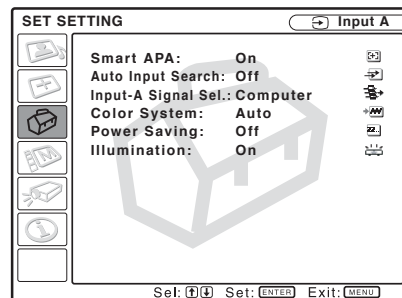 SET SETTING Input A
Smart APA: On
Auto Input Search: Off
Input-A Signal Sel.: Computer
Color System: Auto
Power Saving: Off
Illumination: On
Sel: Set: ENTER Exit: MENU